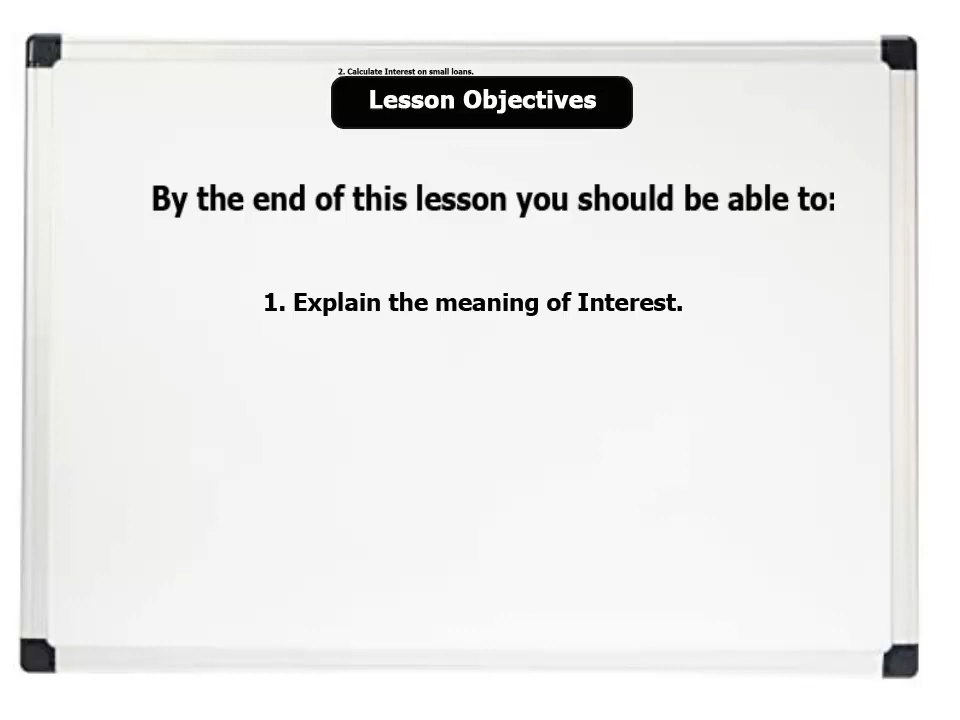 2. Calculate Interest on small loans.
Lesson Objectives
By the end of this lesson you should be able to:
1. Explain the meaning of Interest.